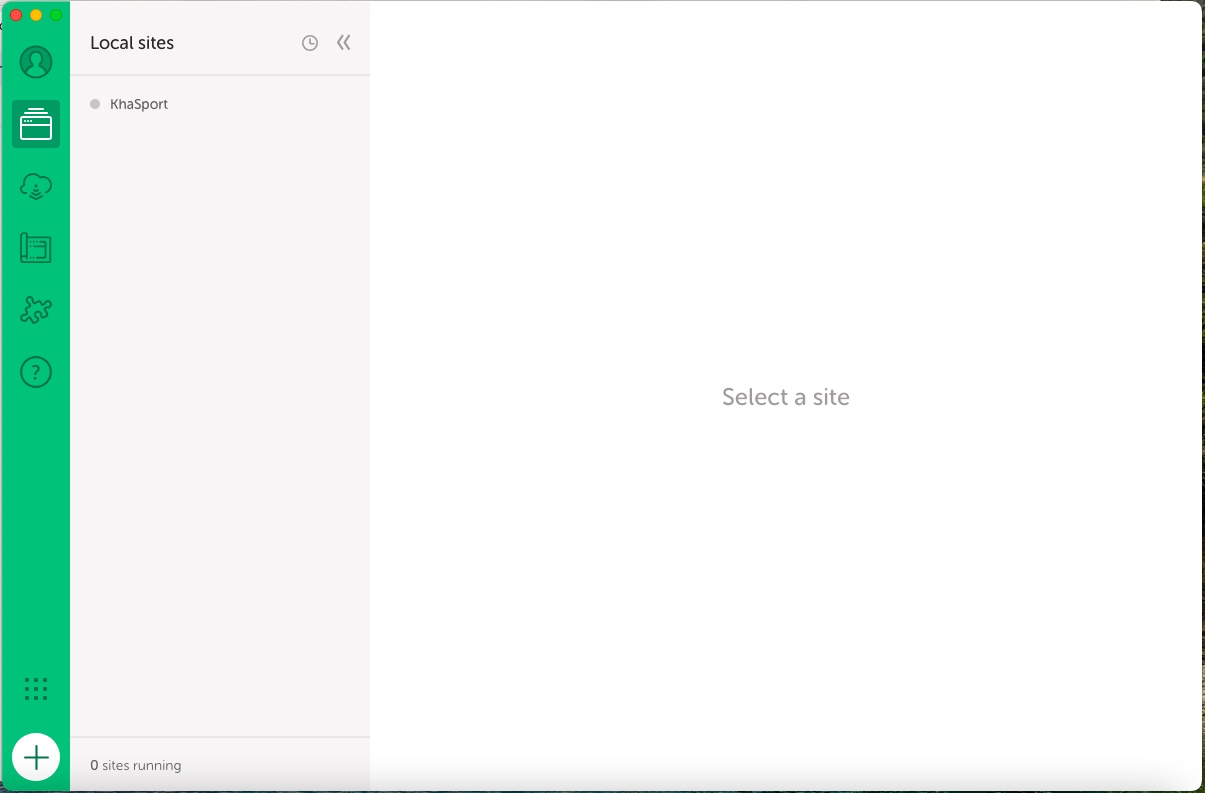 Local sites
KhaSport
?
Select a site
0 sites running